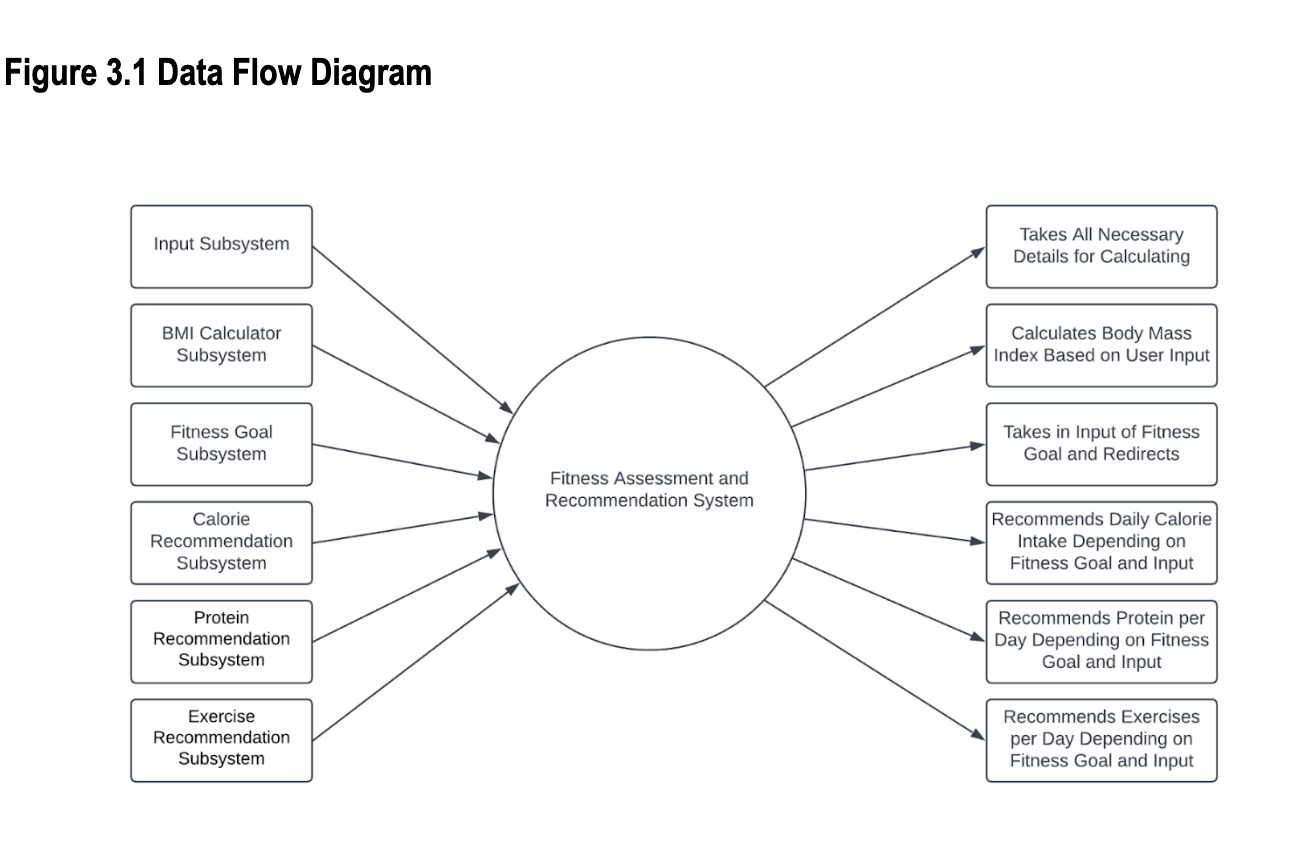 Figure 3.1 Data Flow Diagram
Input Subsystem
BMI Calculator
Subsystem
Fitness Goal
Subsystem
Calorie
Recommendation
Subsystem
Protein
Recommendation
Subsystem
Exercise
Recommendation
Subsystem
Fitness Assessment and
Recommendation System
Takes All Necessary
Details for Calculating
Calculates Body Mass
Index Based on User Input
Takes in Input of Fitness
Goal and Redirects
Recommends Daily Calorie
Intake Depending on
Fitness Goal and Input
Recommends Protein per
Day Depending on Fitness
Goal and Input
Recommends Exercises
per Day Depending on
Fitness Goal and Input